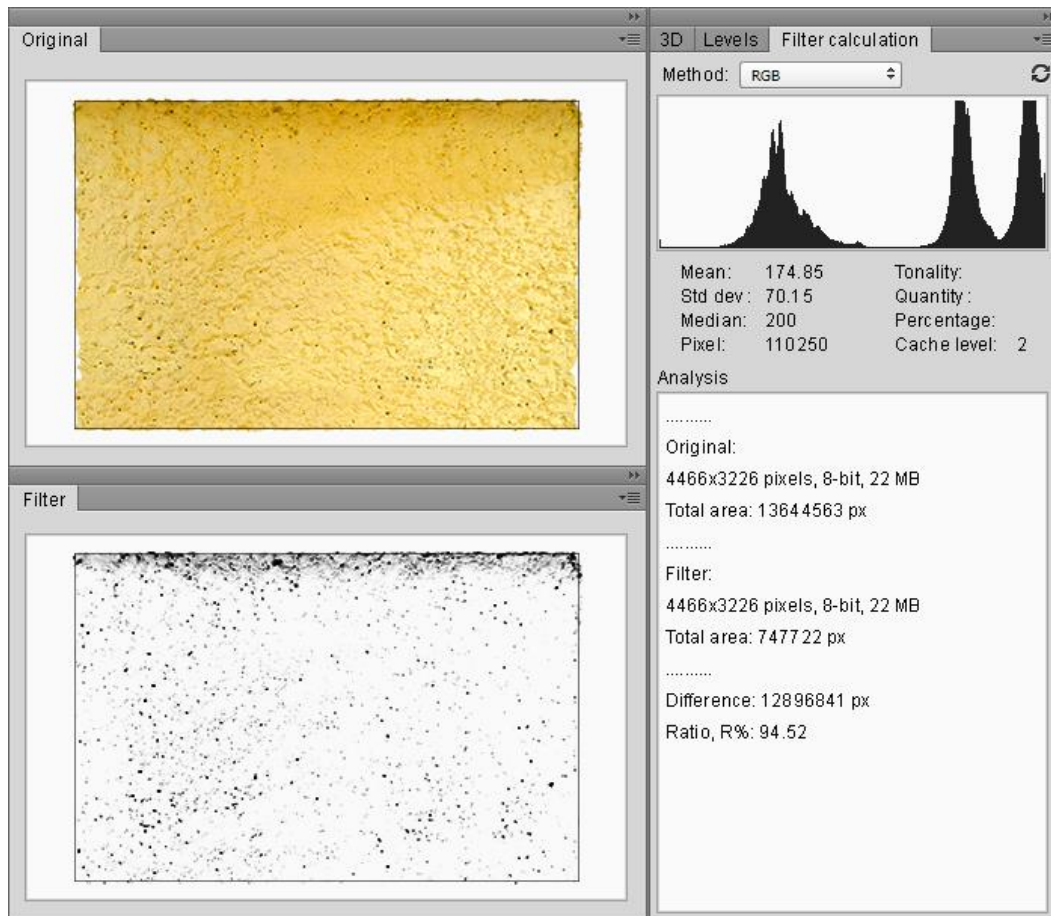 Original
Filter
3D Levels Filter calculation
Method: RGB
Mean: 174.85 Tonality:
Std dev: 70.15 Quantity:
Median: 200 Percentage:
Pixel: 110250 Cache level: 2
Analysis
..........
Original:
4466x3226 pixels, 8-bit, 22 MB
Total area: 13644563 px
..........
Filter:
4466x3226 pixels, 8-bit, 22 MB
Total area: 747722 px
..........
Difference: 12896841 px
Ratio, R%: 94.52